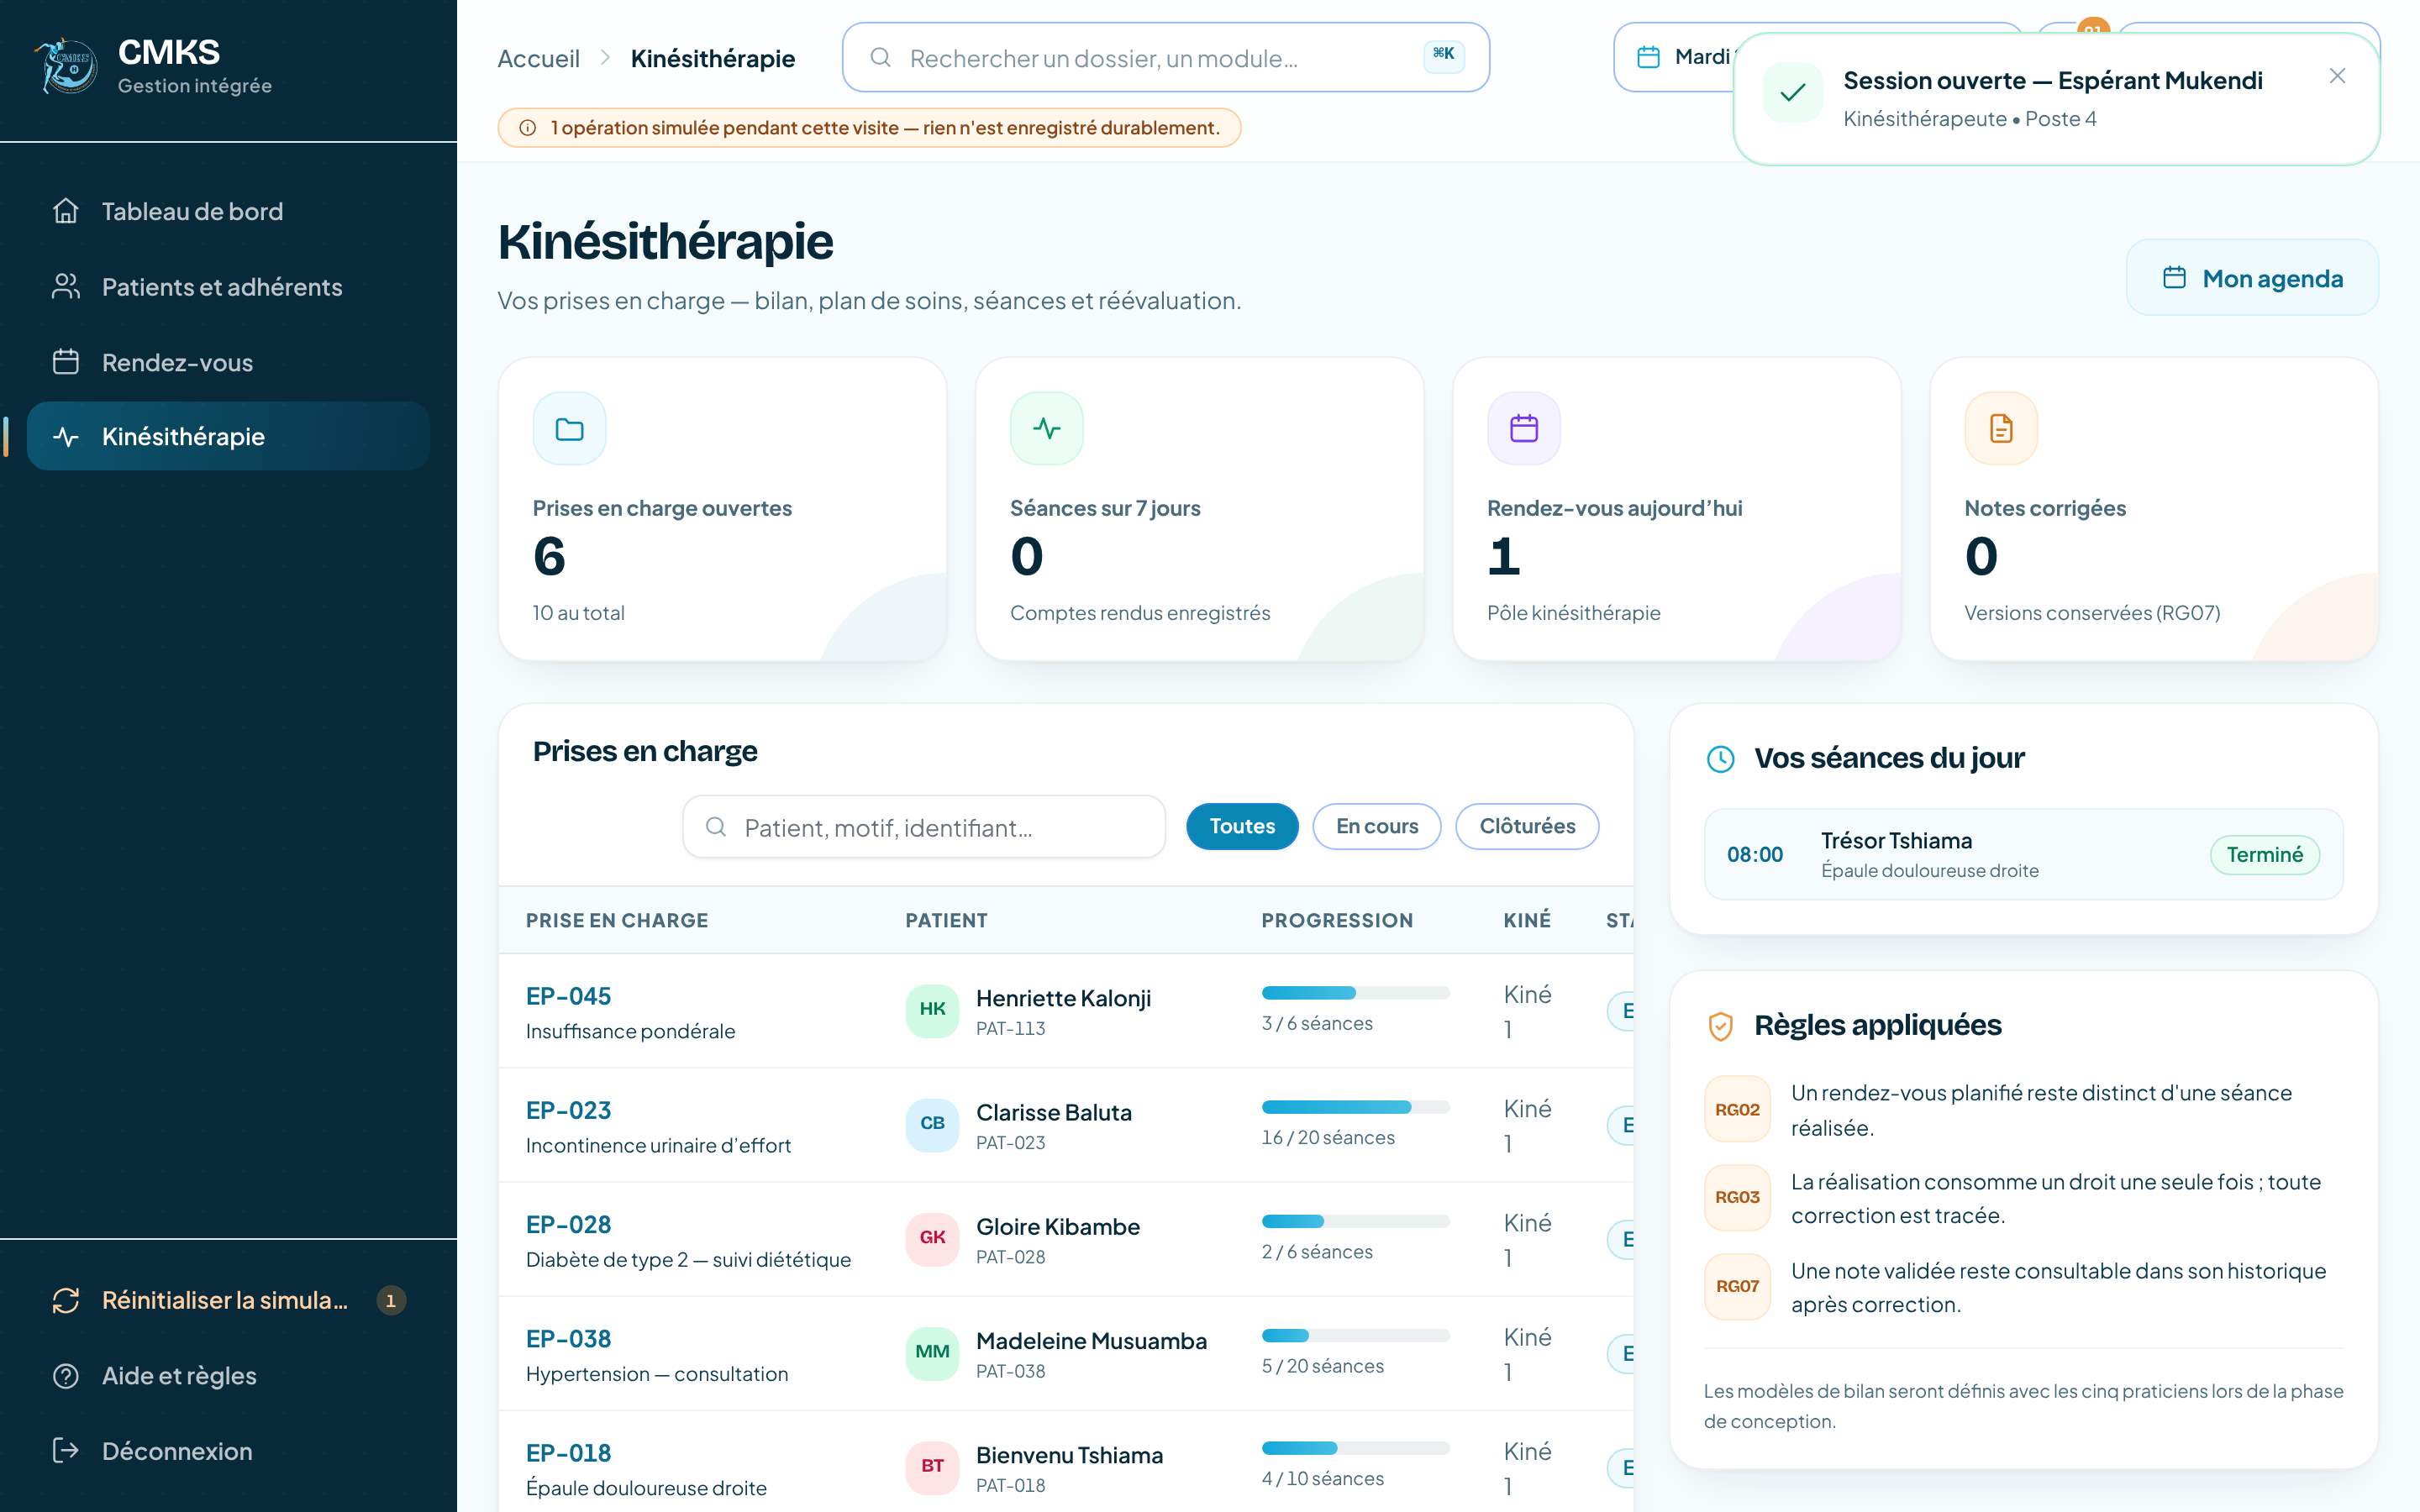 CMKS
Gestion intégrée
Tableau de bord
Patients et adhérents
Rendez-vous
Kinésithérapie
Réinitialiser la simula... 1
Aide et règles
Déconnexion
Accueil > Kinésithérapie
Rechercher un dossier, un module... ⌘K
Mardi
1 opération simulée pendant cette visite — rien n'est enregistré durablement.
Session ouverte — Espérant Mukendi
Kinésithérapeute • Poste 4
Kinésithérapie
Vos prises en charge — bilan, plan de soins, séances et réévaluation.
Mon agenda
Prises en charge ouvertes
6
10 au total
Séances sur 7 jours
0
Comptes rendus enregistrés
Rendez-vous aujourd’hui
1
Pôle kinésithérapie
Notes corrigées
0
Versions conservées (RG07)
Prises en charge
Patient, motif, identifiant...
Toutes
En cours
Clôturées
PRISE EN CHARGE PATIENT PROGRESSION KINÉ
EP-045
Insuffisance pondérale
HK
Henriette Kalonji
PAT-113
3 / 6 séances
Kiné
1
EP-023
Incontinence urinaire d’effort
CB
Clarisse Baluta
PAT-023
16 / 20 séances
Kiné
1
EP-028
Diabète de type 2 — suivi diététique
GK
Gloire Kibambe
PAT-028
2 / 6 séances
Kiné
1
EP-038
Hypertension — consultation
MM
Madeleine Musuamba
PAT-038
5 / 20 séances
Kiné
1
EP-018
Épaule douloureuse droite
BT
Bienvenu Tshiama
PAT-018
4 / 10 séances
Kiné
1
Vos séances du jour
08:00
Trésor Tshiama
Épaule douloureuse droite
Terminé
Règles appliquées
RG02
Un rendez-vous planifié reste distinct d'une séance
réalisée.
RG03
La réalisation consomme un droit une seule fois ; toute
correction est tracée.
RG07
Une note validée reste consultable dans son historique
après correction.
Les modèles de bilan seront définis avec les cinq praticiens lors de la phase
de conception.